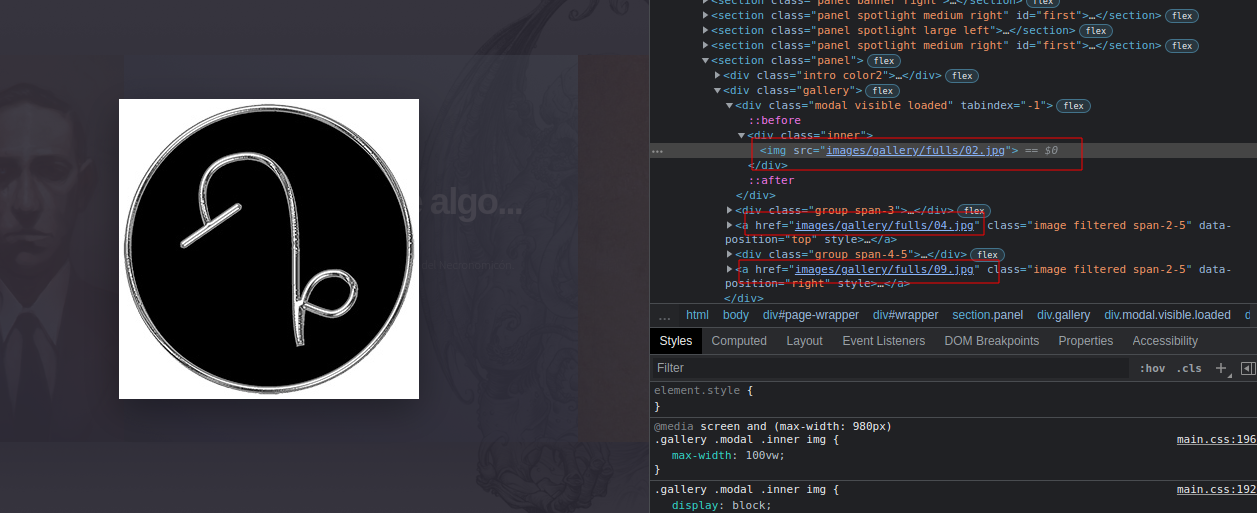 algo...
<section class="panel banner right">…</section> flex
▶<section class="panel spotlight medium right" id="first">…</section> flex
▶<section class="panel spotlight large left">…</section> flex
▶<section class="panel spotlight medium right" id="first">…</section> flex
▼<section class="panel"> flex
▶<div class="intro color2">…</div> flex
▼<div class="gallery"> flex
▼<div class="modal visible loaded" tabindex="-1"> flex
::before
▼<div class="inner">
<img src="images/gallery/fulls/02.jpg"> == $0
</div>
::after
</div>
▶<div class="group span-3">…</div> flex
▶<a href="images/gallery/fulls/04.jpg" class="image filtered span-2-5" data-
position="top" style>…</a>
▶<div class="group span-4-5">…</div> flex
▶<a href="images/gallery/fulls/09.jpg" class="image filtered span-2-5" data-
position="right" style>…</a>
</div>
… html body div#page-wrapper div#wrapper section.panel div.gallery div.modal.visible.loaded d
Styles Computed Layout Event Listeners DOM Breakpoints Properties Accessibility
Filter :hov .cls +
element.style {
}
@media screen and (max-width: 980px)
.gallery .modal .inner img { main.css:196
max-width: 100vw;
}
.gallery .modal .inner img { main.css:192
display: block;